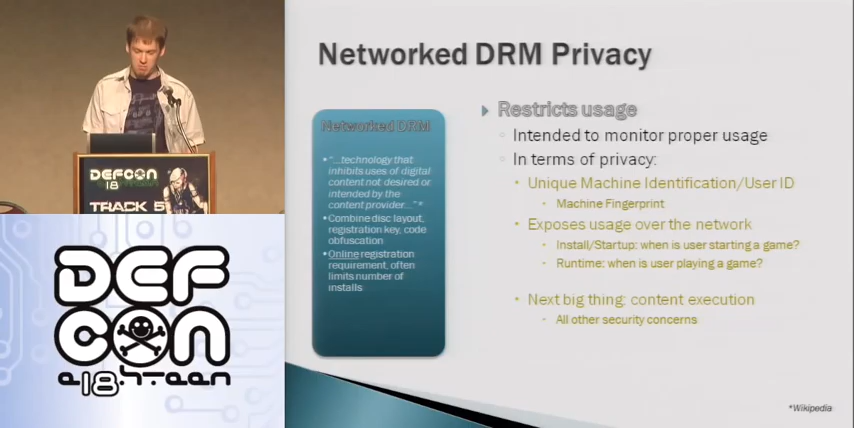 Networked DRM Privacy
Networked DRM
"...technology that
inhibits uses of digital
content not desired or
intended by the
content provider..."*
Combine disc layout,
registration key, code
obfuscation
Online registration
requirement, often
limits number of
installs
Restricts usage
Intended to monitor proper usage
In terms of privacy:
Unique Machine Identification/User ID
Machine Fingerprint
Exposes usage over the network
Install/Startup: when is user starting a game?
Runtime: when is user playing a game?
Next big thing: content execution
All other security concerns
*Wikipedia
DEFCON
18
TRACK 5
DEF
CON
e18hteen